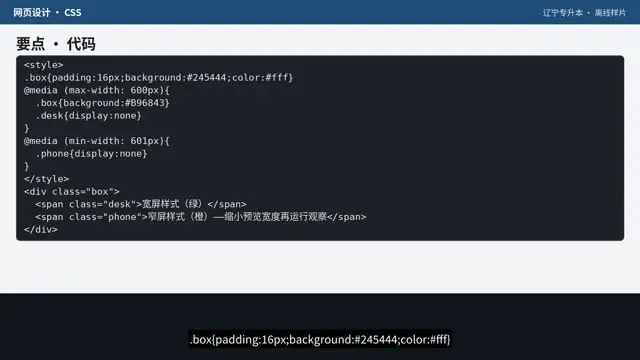 网页设计 · CSS
辽宁专升本 · 离线样片
要点 · 代码
<style>
.box{padding:16px;background:#245444;color:#fff}
@media (max-width: 600px){
  .box{background:#B96843}
  .desk{display:none}
}
@media (min-width: 601px){
  .phone{display:none}
}
</style>
<div class="box">
  <span class="desk">宽屏样式（绿）</span>
  <span class="phone">窄屏样式（橙）——缩小预览宽度再运行观察</span>
</div>
.box{padding:16px;background:#245444;color:#fff}